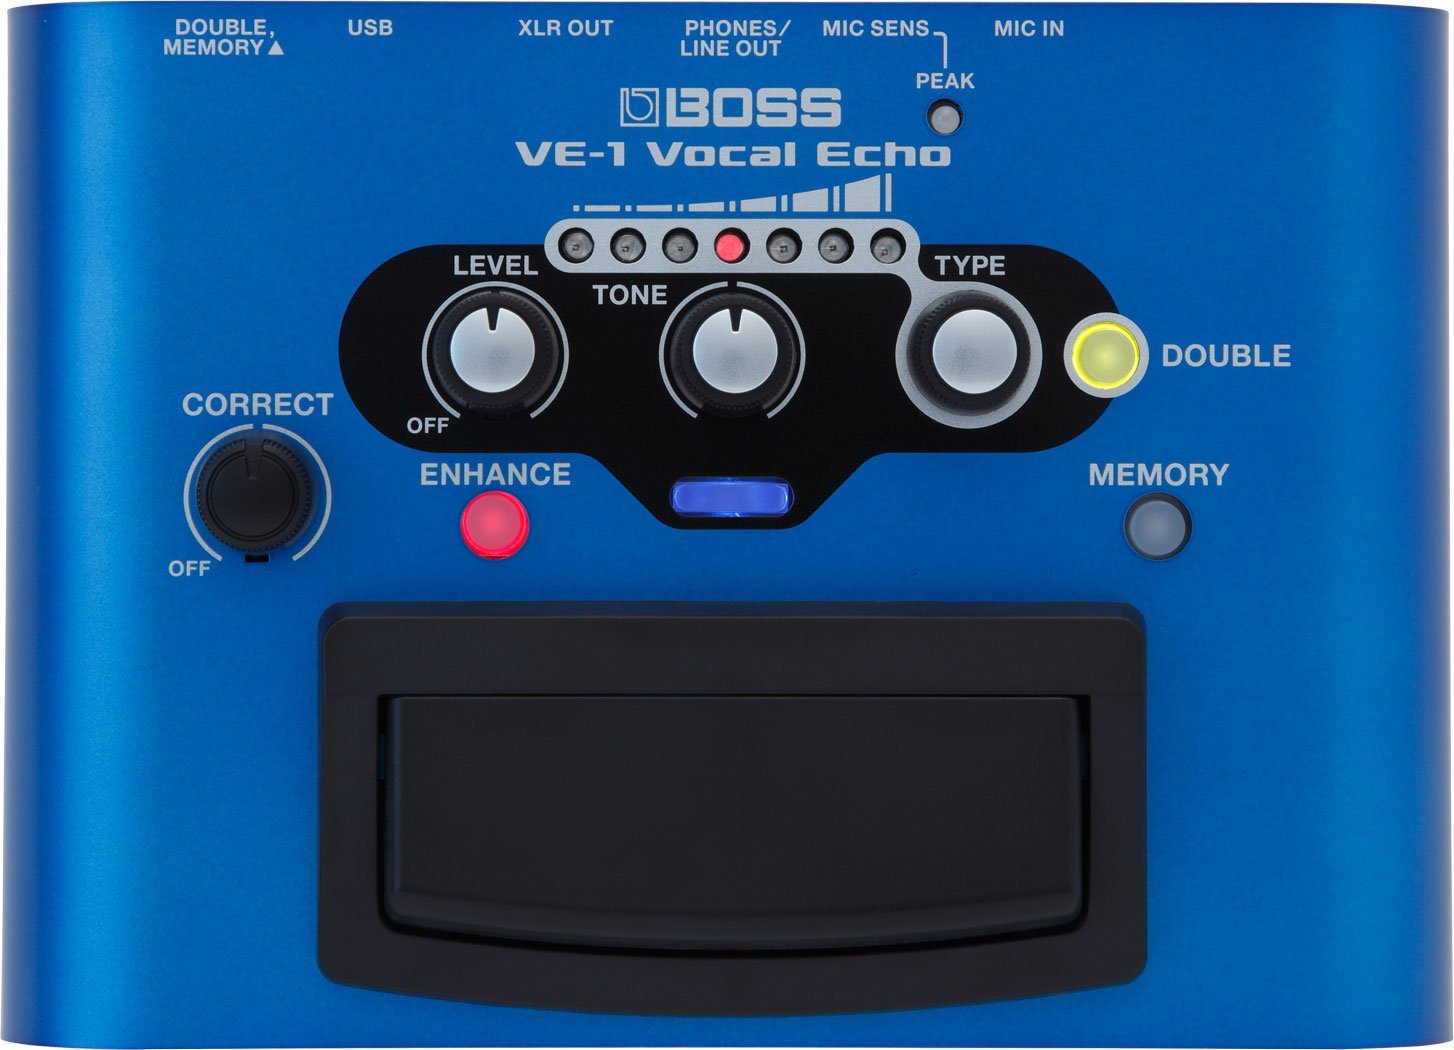 DOUBLE,
MEMORY▲
USB
XLR OUT
PHONES/
LINE OUT
MIC SENS
MIC IN
PEAK
BOSS
VE-1 Vocal Echo
LEVEL
TONE
TYPE
DOUBLE
OFF
CORRECT
OFF
ENHANCE
MEMORY